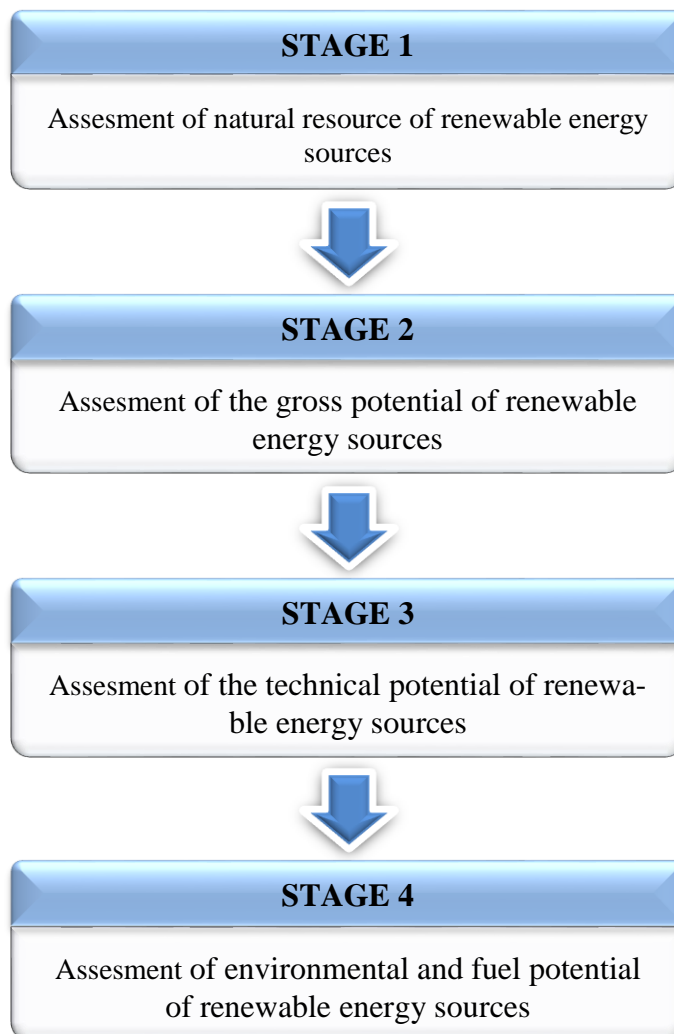 STAGE 1
Assesment of natural resource of renewable energy
sources
STAGE 2
Assesment of the gross potential of renewable
energy sources
STAGE 3
Assesment of the technical potential of renewa-
ble energy sources
STAGE 4
Assesment of environmental and fuel potential
of renewable energy sources